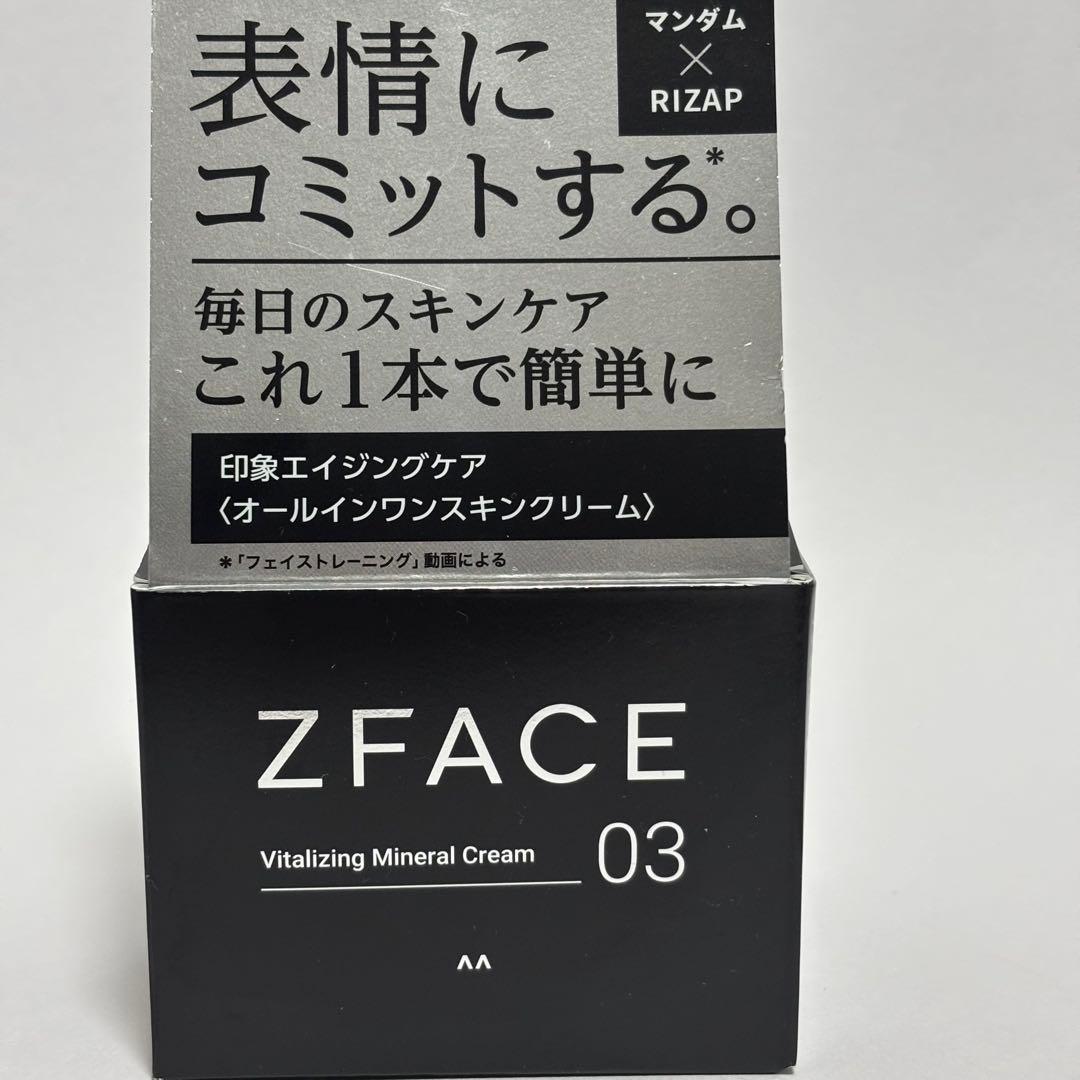 マンダム
×
RIZAP
表情に
コミットする*。
毎日のスキンケア
これ1本で簡単に
印象エイジングケア
〈オールインワンスキンクリーム〉
*「フェイストレーニング」動画による
ZFACE
Vitalizing Mineral Cream 03
^^